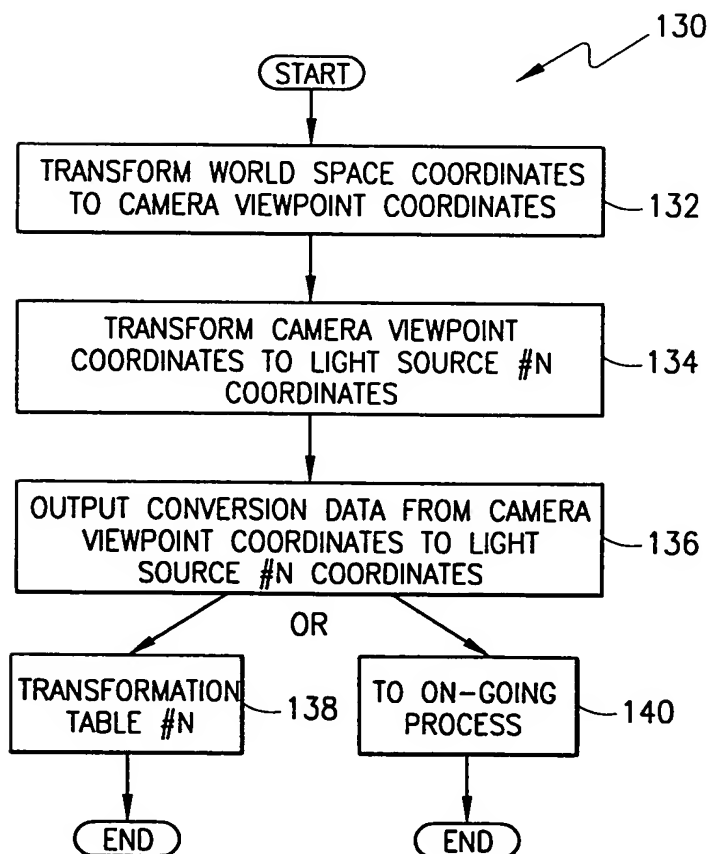 130
START
TRANSFORM WORLD SPACE COORDINATES
TO CAMERA VIEWPOINT COORDINATES
132
TRANSFORM CAMERA VIEWPOINT
COORDINATES TO LIGHT SOURCE #N
COORDINATES
134
OUTPUT CONVERSION DATA FROM CAMERA
VIEWPOINT COORDINATES TO LIGHT
SOURCE #N COORDINATES
136
OR
TRANSFORMATION
TABLE #N
138
TO ON-GOING
PROCESS
140
END
END